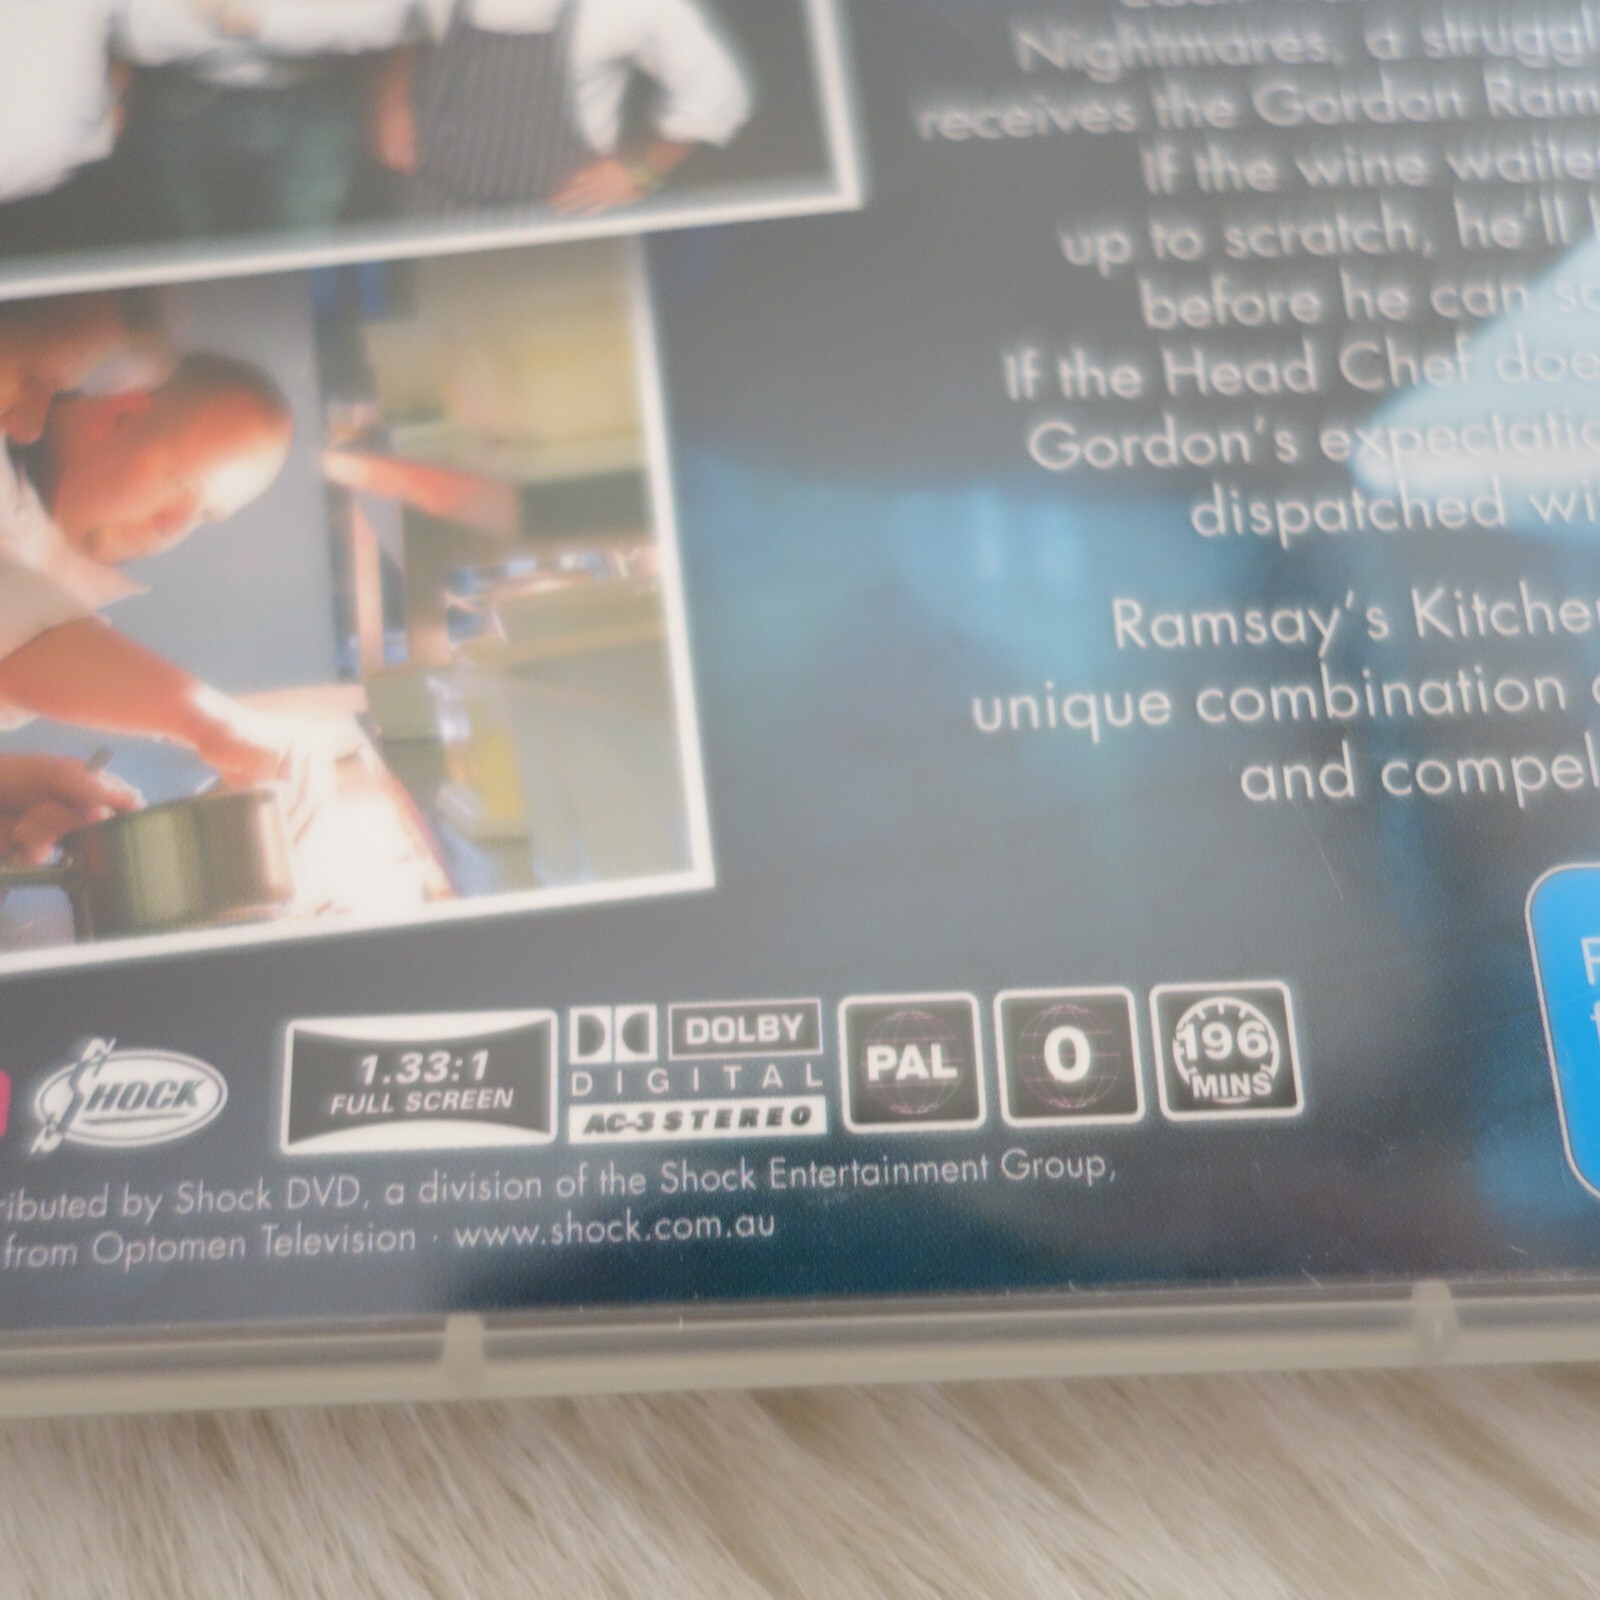 Nightmares, a struggl
receives the Gordon Ram
If the wine waite
up to scratch, he'll
before he can
If the Head Chef doe
Gordon's expectatio
dispatched wi
Ramsay's Kitche
unique combination
and compel
SHOCK
1.33:1
FULL SCREEN
DOLBY
DIGITAL
AC-3 STEREO
PAL
0
196
MINS
ributed by Shock DVD, a division of the Shock Entertainment Group,
from Optomen Television · www.shock.com.au